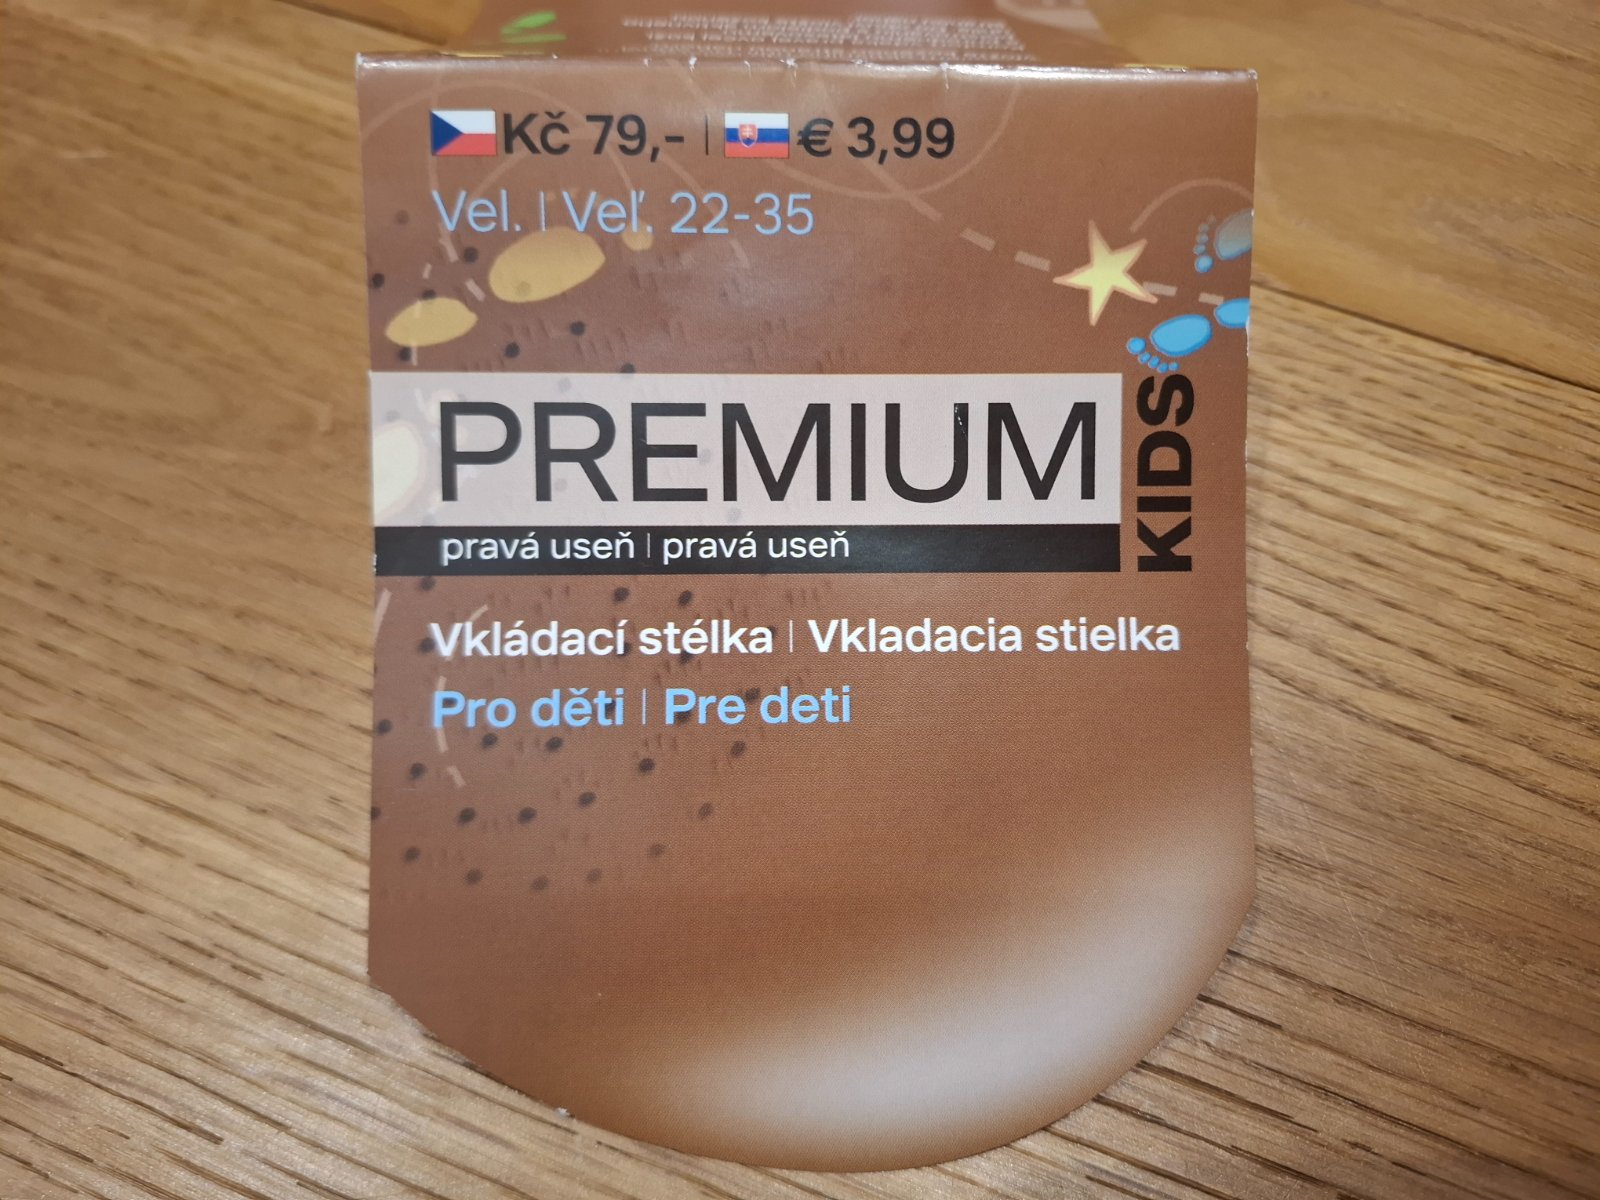 Kč 79,- | € 3,99
Vel. | Veľ. 22-35
PREMIUM
KIDS
pravá useň | pravá useň
Vkládací stélka | Vkladacia stielka
Pro děti | Pre deti